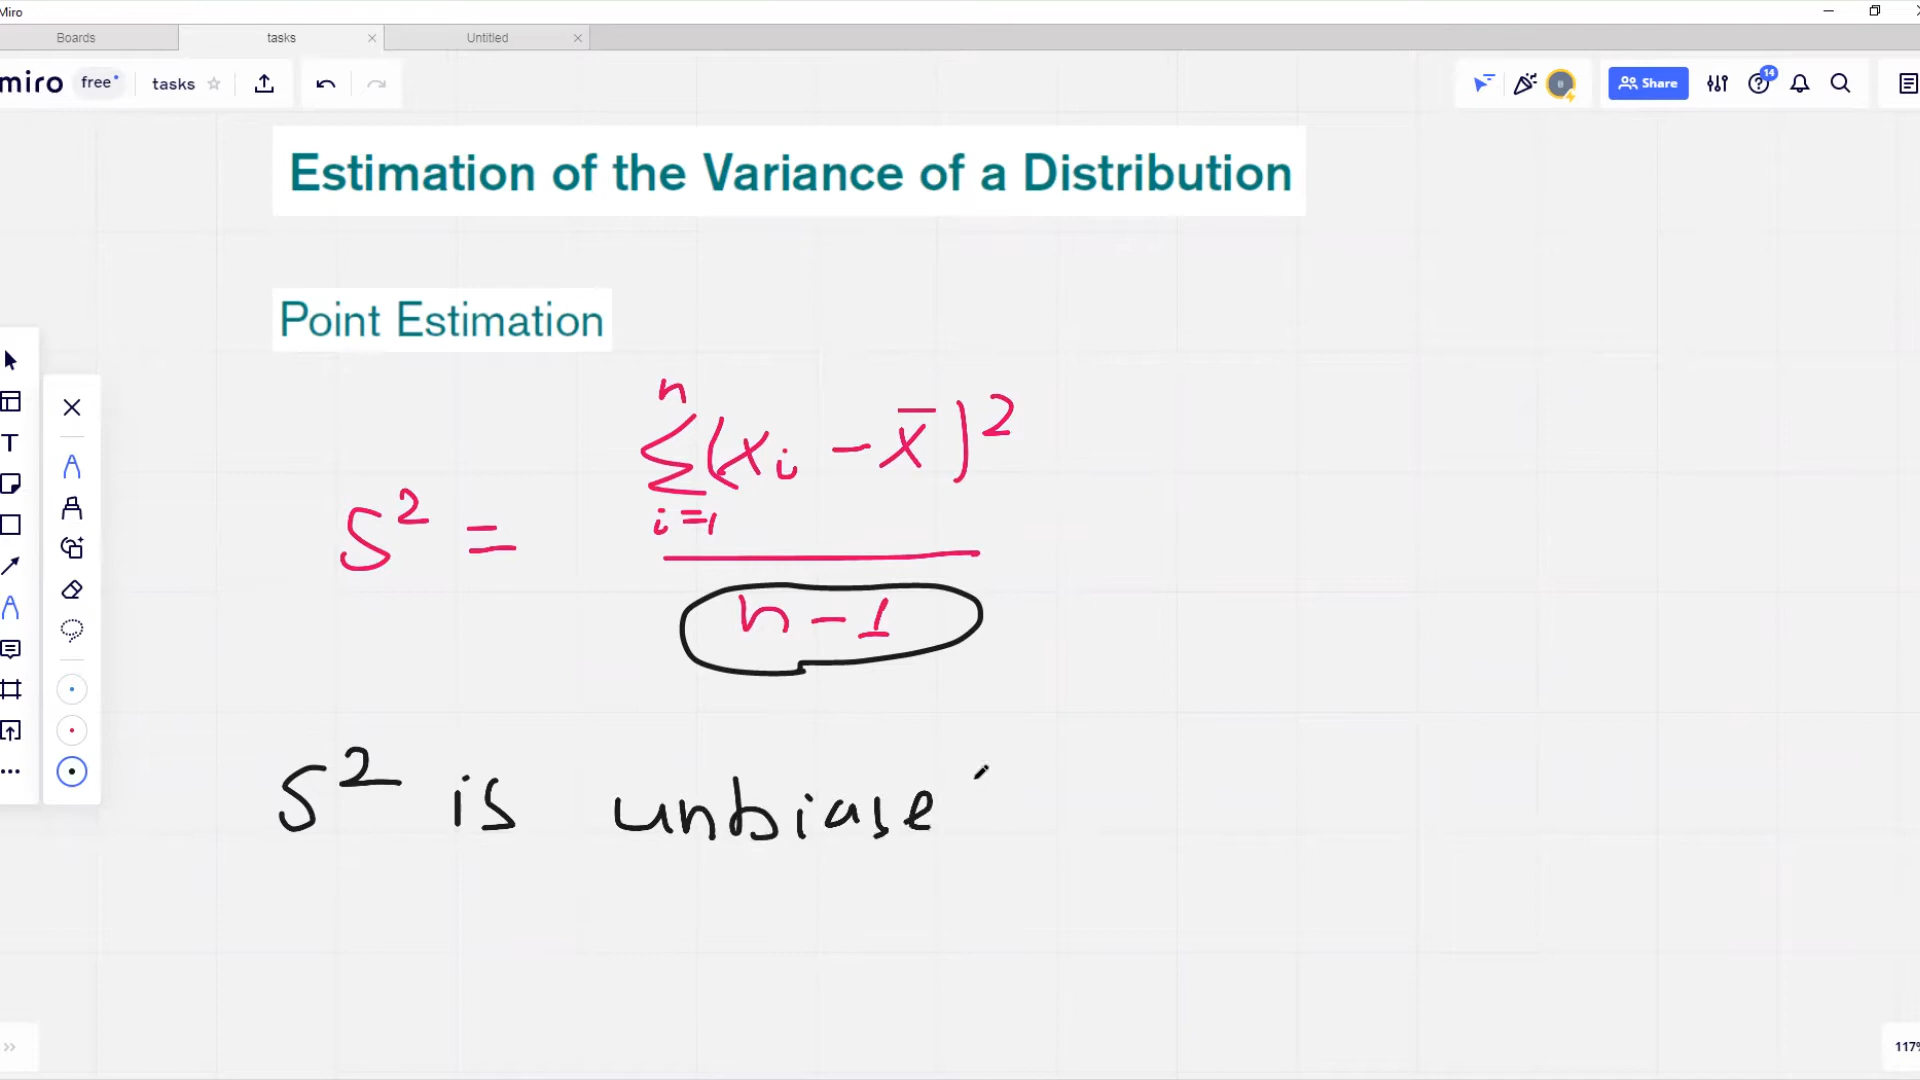 Miro
Boards tasks Untitled
miro free tasks Share 14
Estimation of the Variance of a Distribution
Point Estimation
n
∑(xi − x̄)²
i=1
S² =
n − 1
S² is unbiase
117%